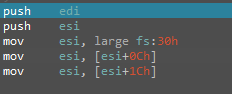 push edi
push esi
mov esi, large fs:30h
mov esi, [esi+0Ch]
mov esi, [esi+1Ch]